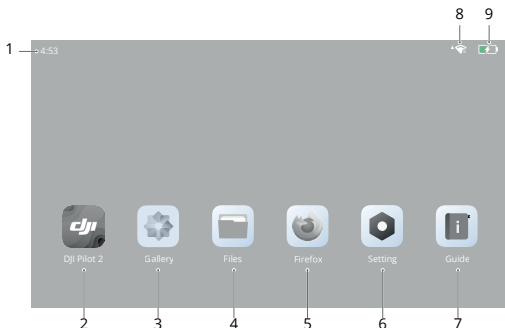 8 9
1 4:53
dji
i
DJI Pilot 2 Gallery Files Firefox Setting Guide
2 3 4 5 6 7